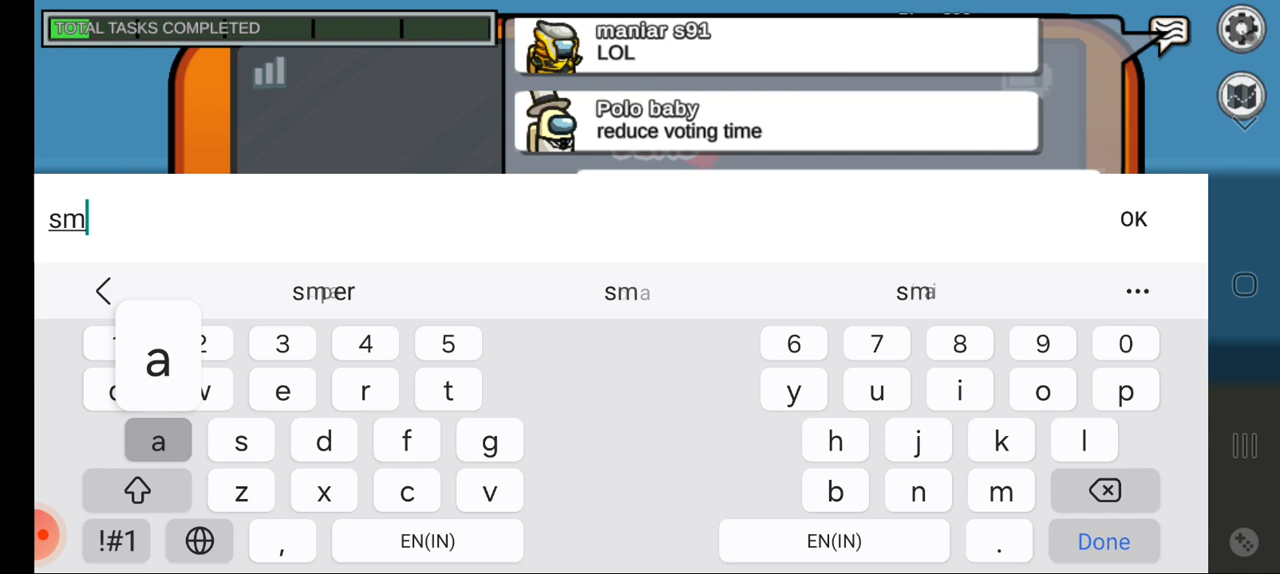 TOTAL TASKS COMPLETED
maniar s91
LOL
Polo baby
reduce voting time
sm
OK
sma
a
3 4 5 6 7 8 9 0
e r t y u i o p
a s d f g h j k l
z x c v b n m
!#1 , EN(IN) EN(IN) . Done